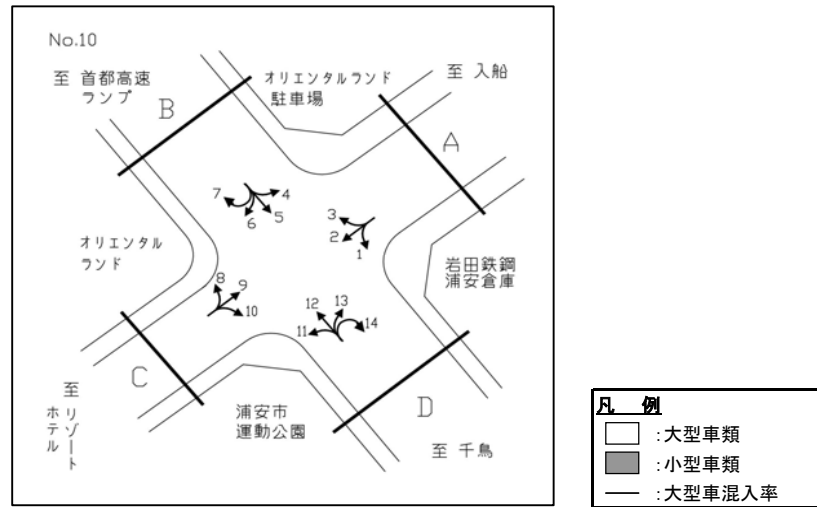 No.10
至 首都高速
ランプ
オリエンタルランド
駐車場
至 入船
B
A
7
4
6
5
3
2
1
オリエンタル
ランド
岩田鉄鋼
浦安倉庫
8
9
10
12
13
11
14
C
D
至 リゾート
ホテル
浦安市
運動公園
至 千鳥
凡 例
:大型車類
:小型車類
:大型車混入率